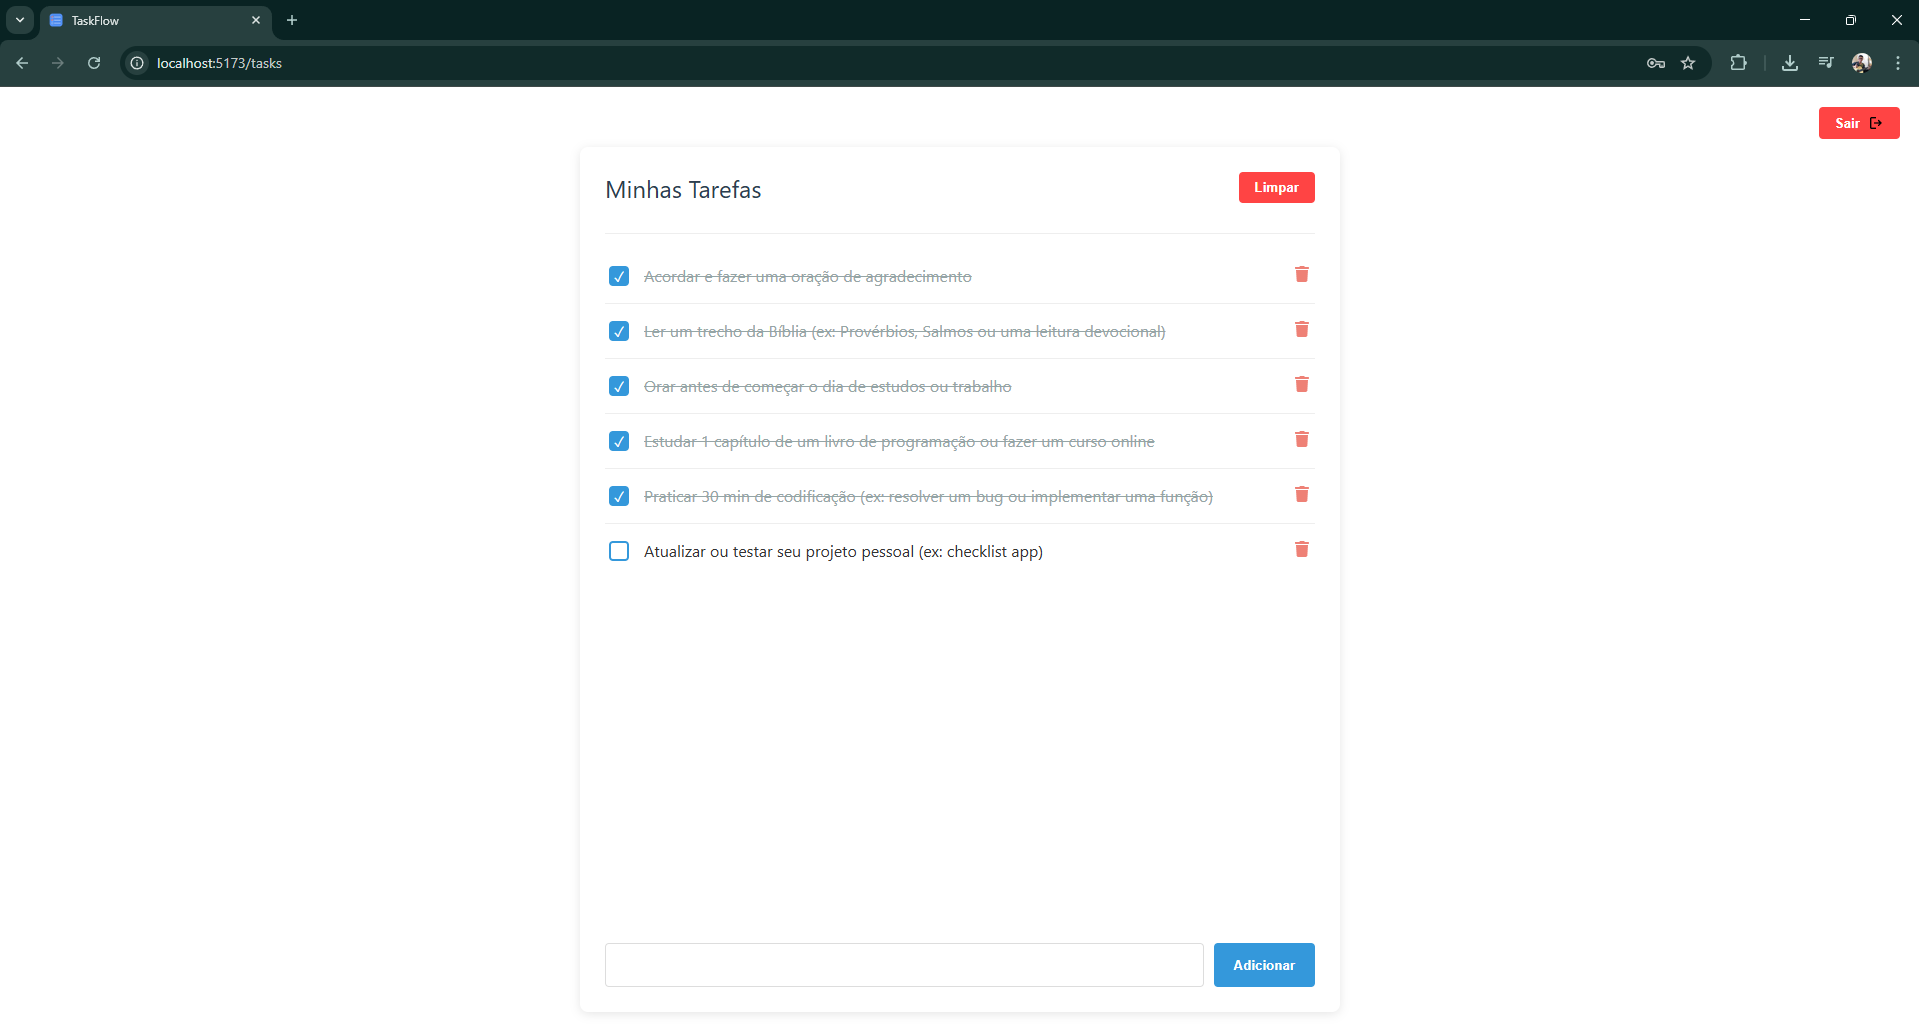 TaskFlow
localhost:5173/tasks
Sair
Minhas Tarefas
Limpar
Acordar e fazer uma oração de agradecimento
Ler um trecho da Bíblia (ex: Provérbios, Salmos ou uma leitura devocional)
Orar antes de começar o dia de estudos ou trabalho
Estudar 1 capítulo de um livro de programação ou fazer um curso online
Praticar 30 min de codificação (ex: resolver um bug ou implementar uma função)
Atualizar ou testar seu projeto pessoal (ex: checklist app)
Adicionar